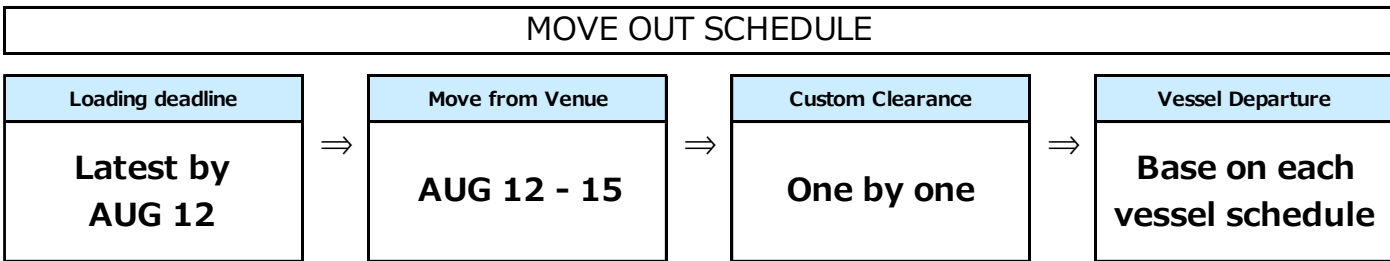 MOVE OUT SCHEDULE
Loading deadline
Latest by
AUG 12
⇒
Move from Venue
AUG 12 - 15
⇒
Custom Clearance
One by one
⇒
Vessel Departure
Base on each
vessel schedule